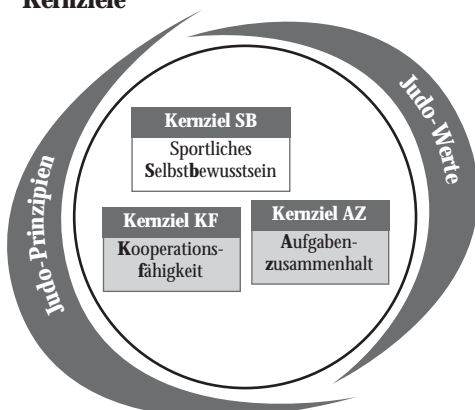 Kernziele
Judo-Werte
Kernziel SB
Sportliches
Selbstbewusstsein
Judo-Prinzipien
Kernziel KF
Kooperations-
fähigkeit
Kernziel AZ
Aufgaben-
zusammenhalt